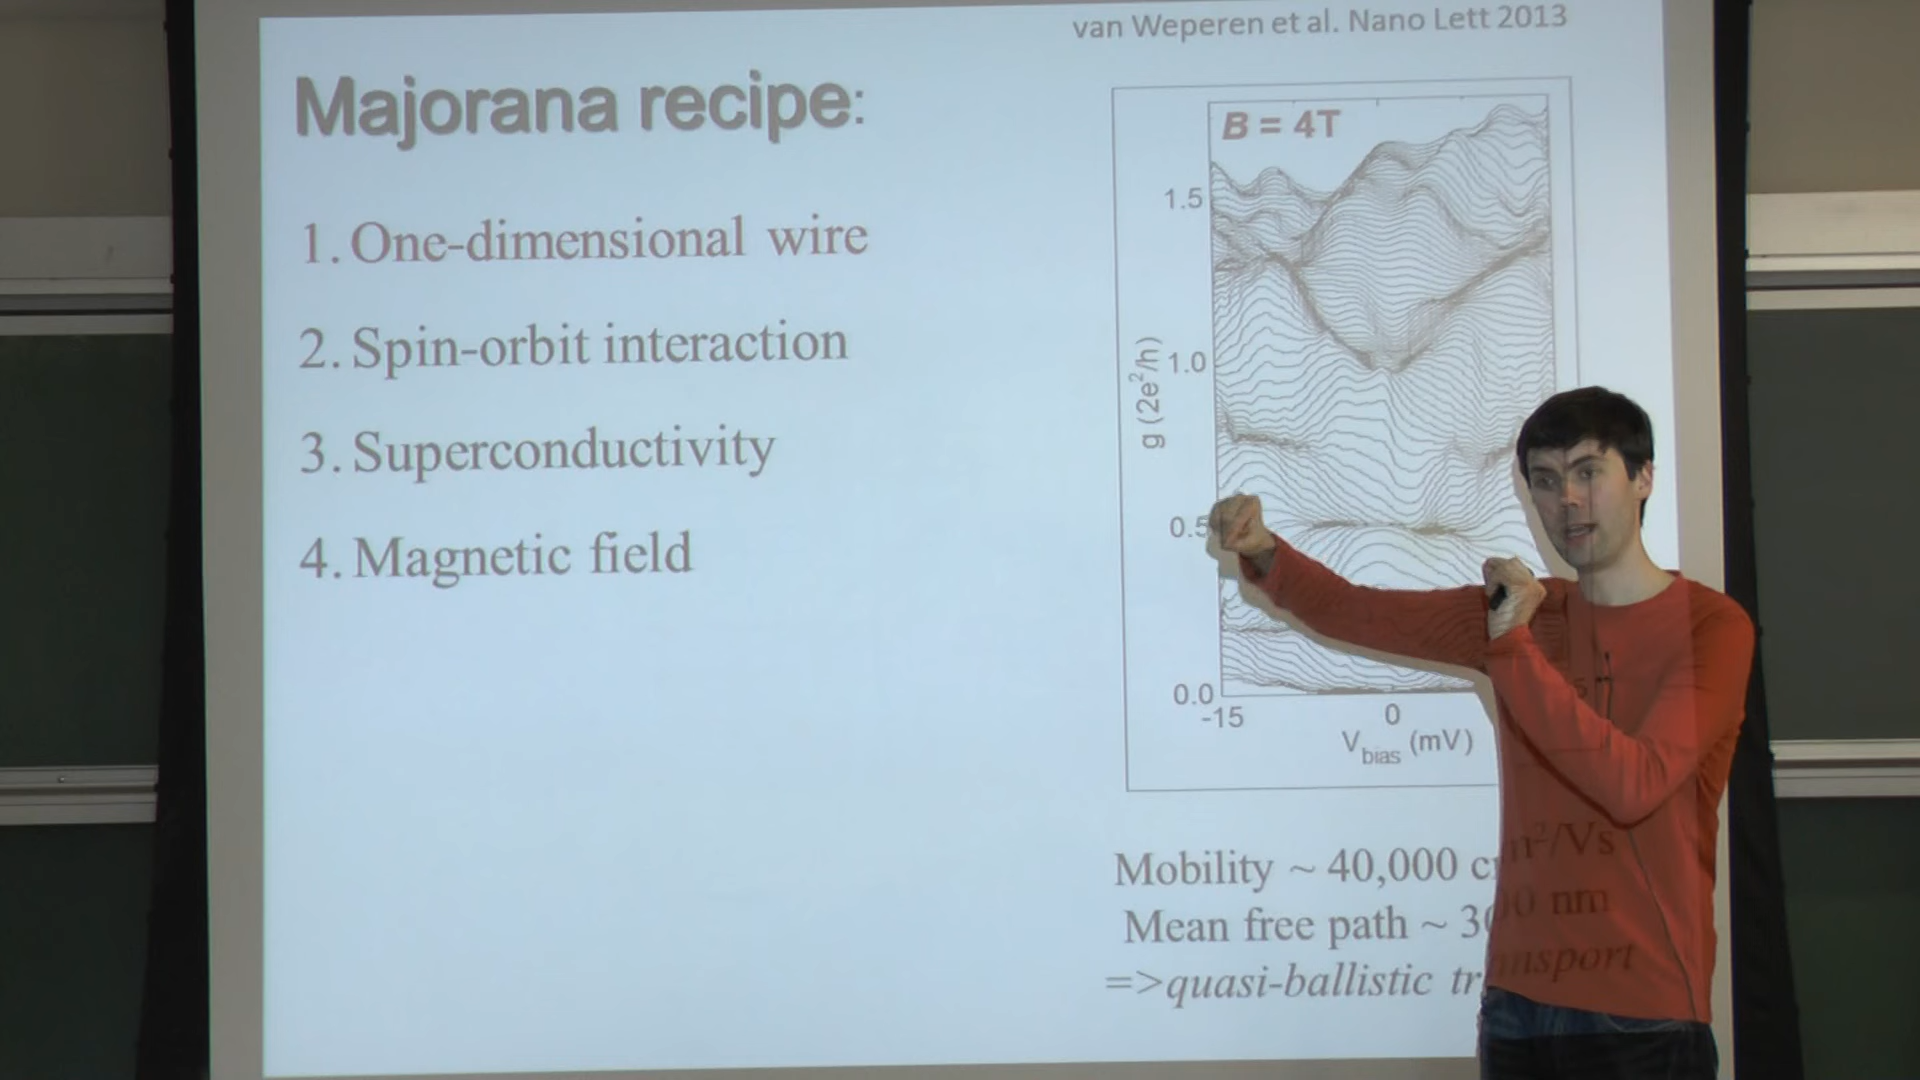 van Weperen et al. Nano Lett 2013
Majorana recipe:
1. One-dimensional wire
2. Spin-orbit interaction
3. Superconductivity
4. Magnetic field
B = 4T
1.5
1.0
0.5
0.0
g (2e²/h)
-15
0
V bias (mV)
Mobility ~ 40,000 cm²/Vs
Mean free path ~ 300 nm
=>quasi-ballistic transport